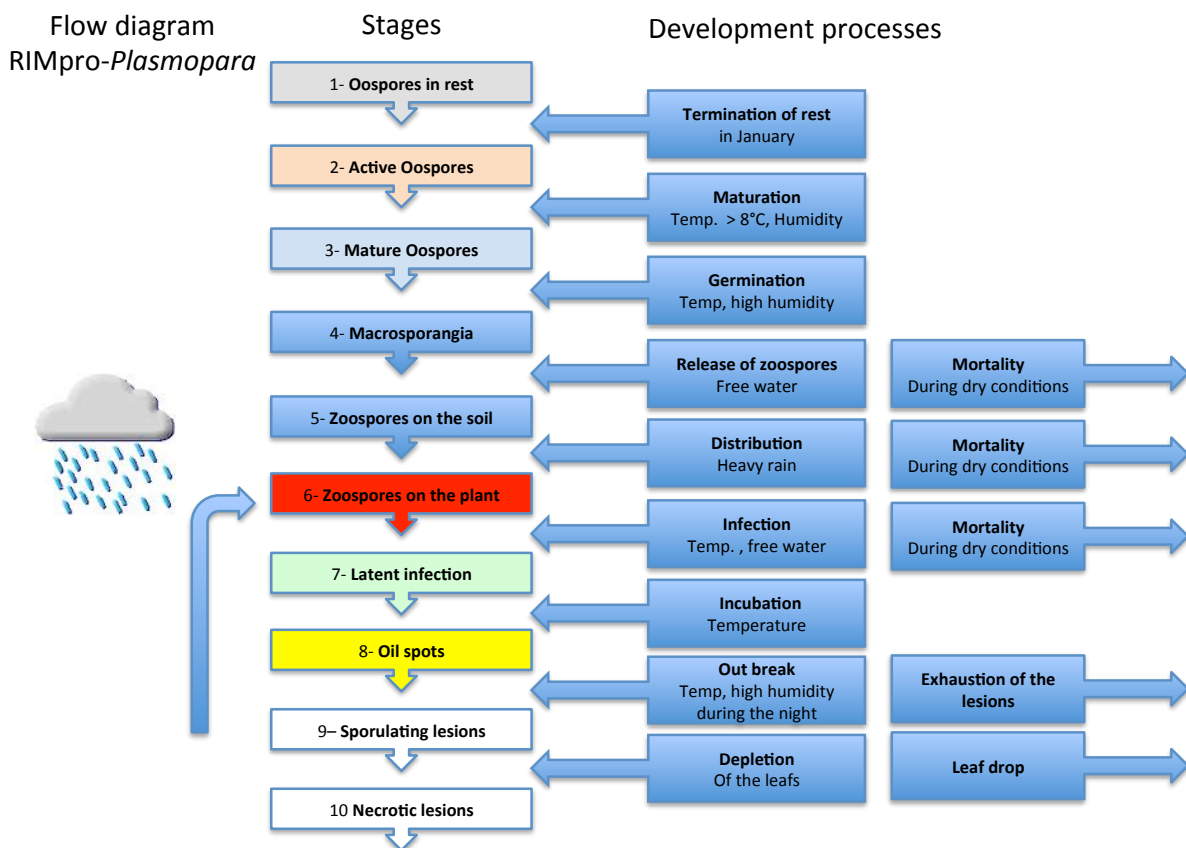 Flow diagram
RIMpro-Plasmopara
Stages
Development processes
1- Oospores in rest
Termination of rest
in January
2- Active Oospores
Maturation
Temp.  > 8°C, Humidity
3- Mature Oospores
Germination
Temp, high humidity
4- Macrosporangia
Release of zoospores
Free water
Mortality
During dry conditions
5- Zoospores on the soil
Distribution
Heavy rain
Mortality
During dry conditions
6- Zoospores on the plant
Infection
Temp. , free water
Mortality
During dry conditions
7- Latent infection
Incubation
Temperature
8- Oil spots
Out break
Temp, high humidity
during the night
Exhaustion of the
lesions
9– Sporulating lesions
Depletion
Of the leafs
Leaf drop
10 Necrotic lesions